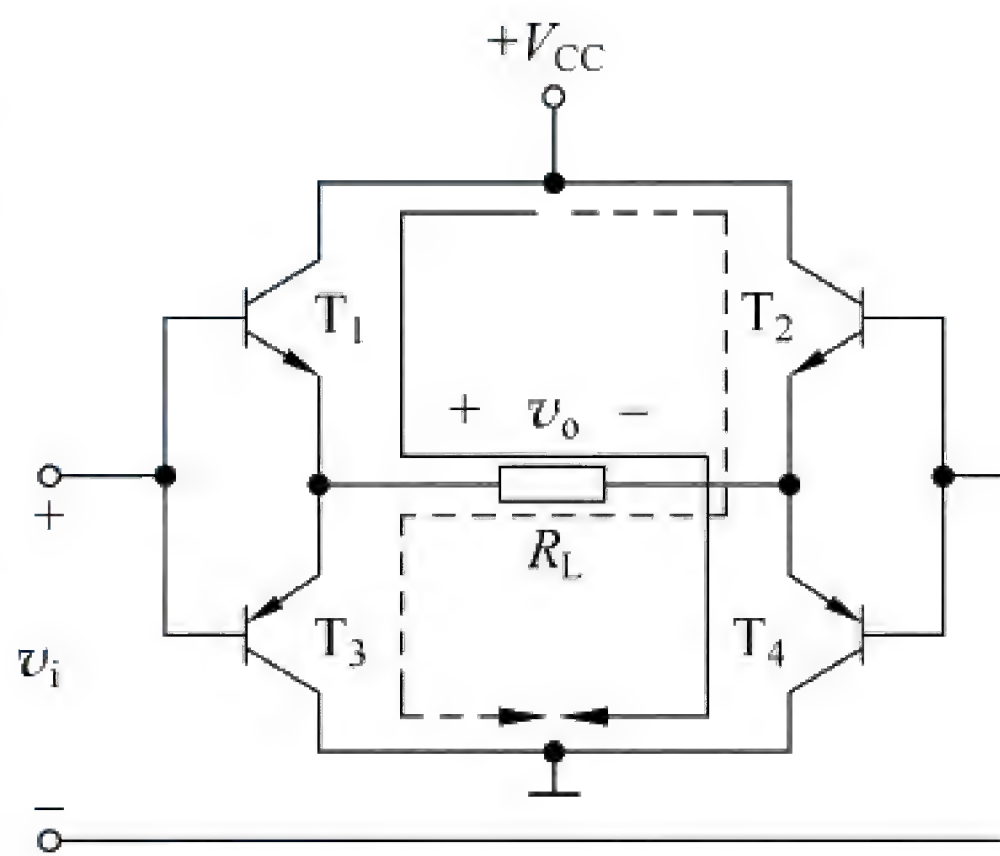 +V_CC
T_1
T_2
+ v_o −
+
R_L
T_3
T_4
v_i
−